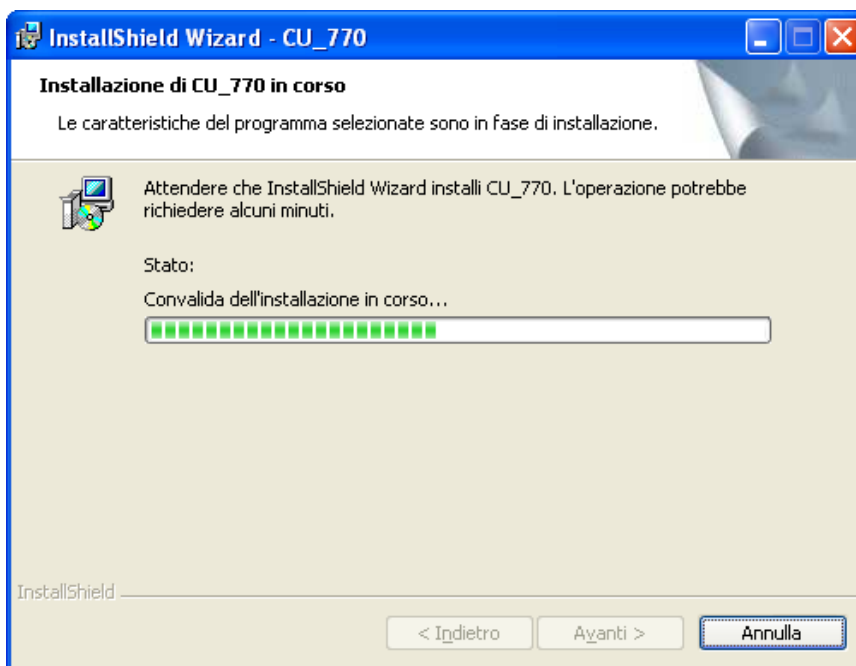 InstallShield Wizard - CU_770
Installazione di CU_770 in corso
Le caratteristiche del programma selezionate sono in fase di installazione.
Attendere che InstallShield Wizard installi CU_770. L'operazione potrebbe
richiedere alcuni minuti.
Stato:
Convalida dell'installazione in corso...
InstallShield
< Indietro
Avanti >
Annulla